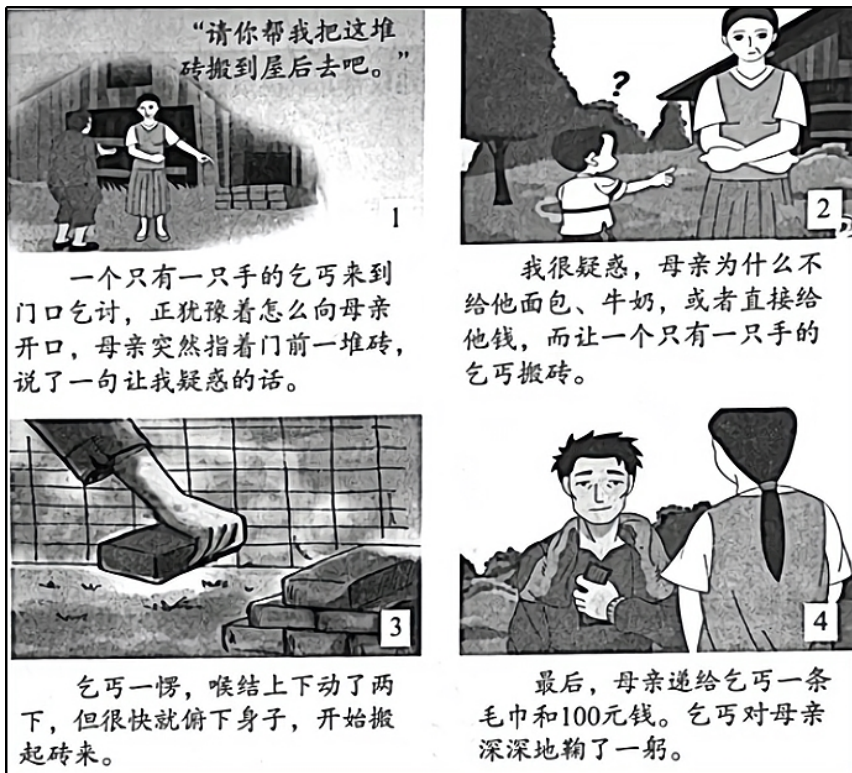 “请你帮我把这堆
砖搬到屋后去吧。”
1
一个只有一只手的乞丐来到
门口乞讨，正犹豫着怎么向母亲
开口，母亲突然指着门前一堆砖，
说了一句让我疑惑的话。
?
2
我很疑惑，母亲为什么不
给他面包、牛奶，或者直接给
他钱，而让一个只有一只手的
乞丐搬砖。
3
乞丐一愣，喉结上下动了两
下，但很快就俯下身子，开始搬
起砖来。
4
最后，母亲递给乞丐一条
毛巾和100元钱。乞丐对母亲
深深地鞠了一躬。